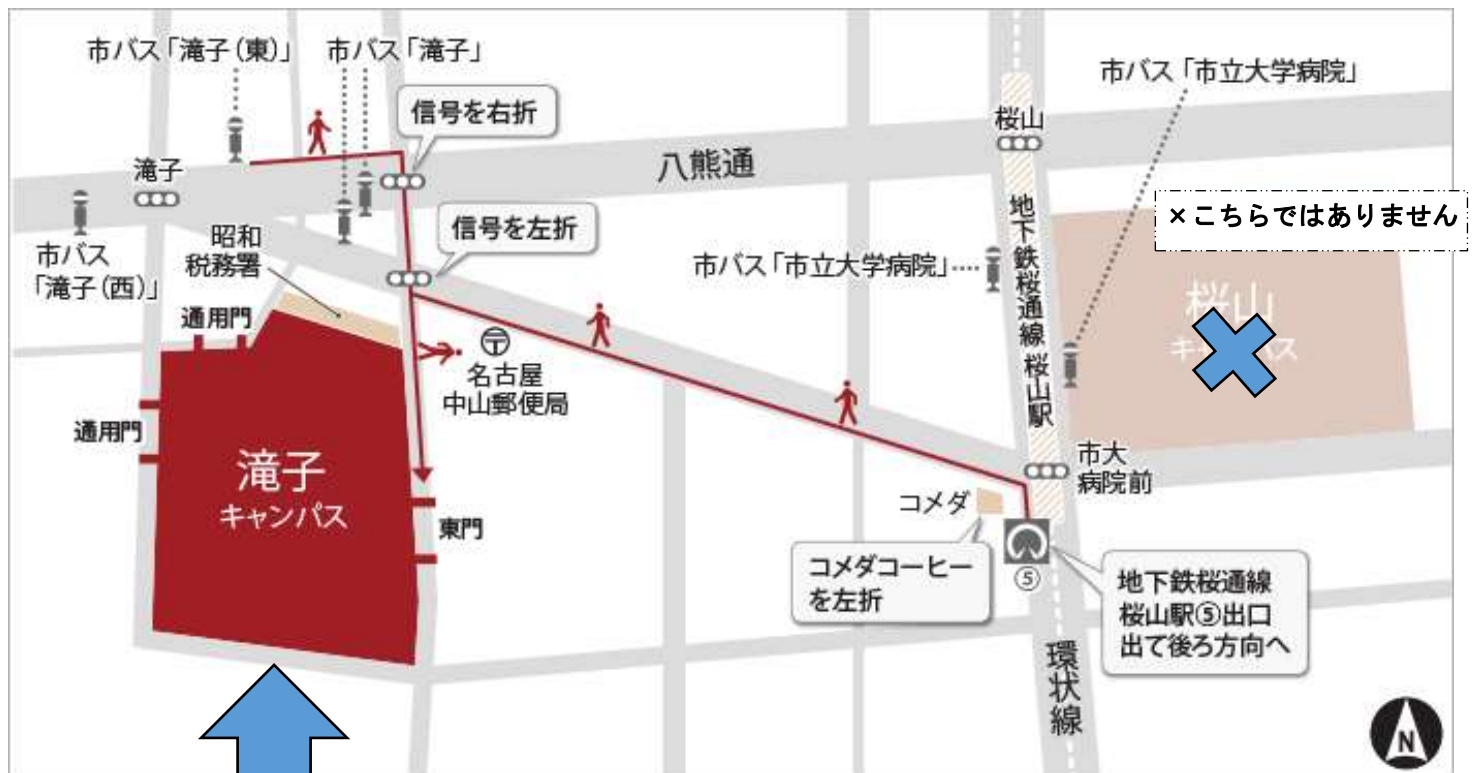 市バス「滝子(東)」
市バス「滝子」
信号を右折
市バス「市立大学病院」
桜山
滝子
八熊通
×こちらではありません
市バス
「滝子(西)」
昭和
税務署
信号を左折
市バス「市立大学病院」
地下鉄桜通線 桜山駅
桜山
キャンパス
通用門
〒
名古屋
中山郵便局
通用門
滝子
キャンパス
東門
市大
病院前
コメダ
コメダコーヒー
を左折
⑤
地下鉄桜通線
桜山駅⑤出口
出て後ろ方向へ
環状線
N